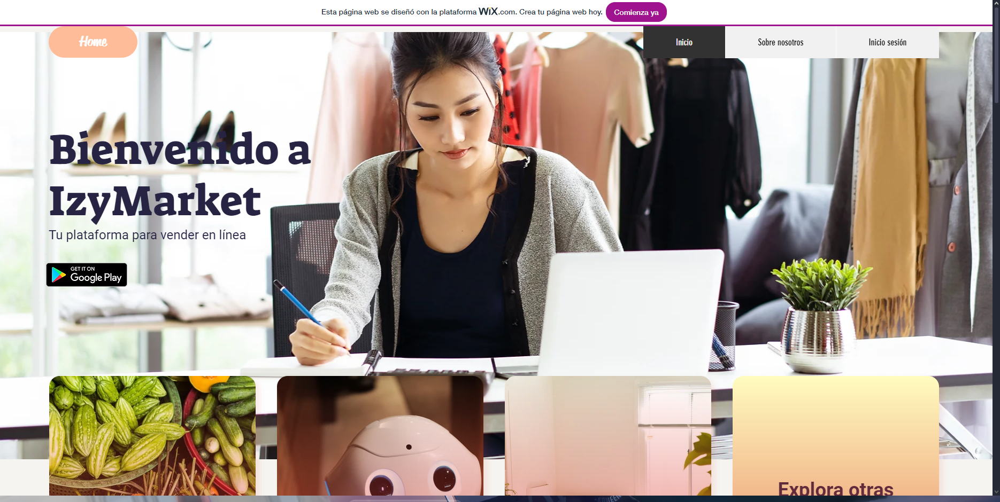 Esta página web se diseñó con la plataforma WiX.com. Crea tu página web hoy. Comienza ya
Home
Inicio
Sobre nosotros
Inicio sesión
Bienvenido a
IzyMarket
Tu plataforma para vender en línea
GET IT ON
Google Play
Explora otras